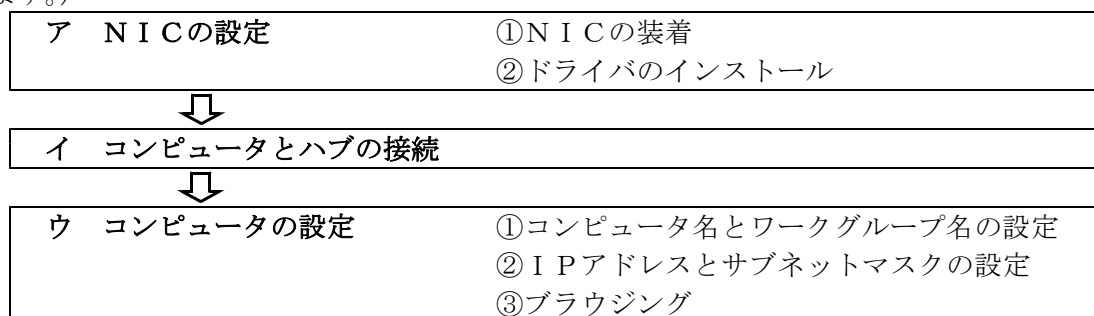 ます。)
ア　ＮＩＣの設定　①ＮＩＣの装着
②ドライバのインストール
イ　コンピュータとハブの接続
ウ　コンピュータの設定　①コンピュータ名とワークグループ名の設定
②ＩＰアドレスとサブネットマスクの設定
③ブラウジング